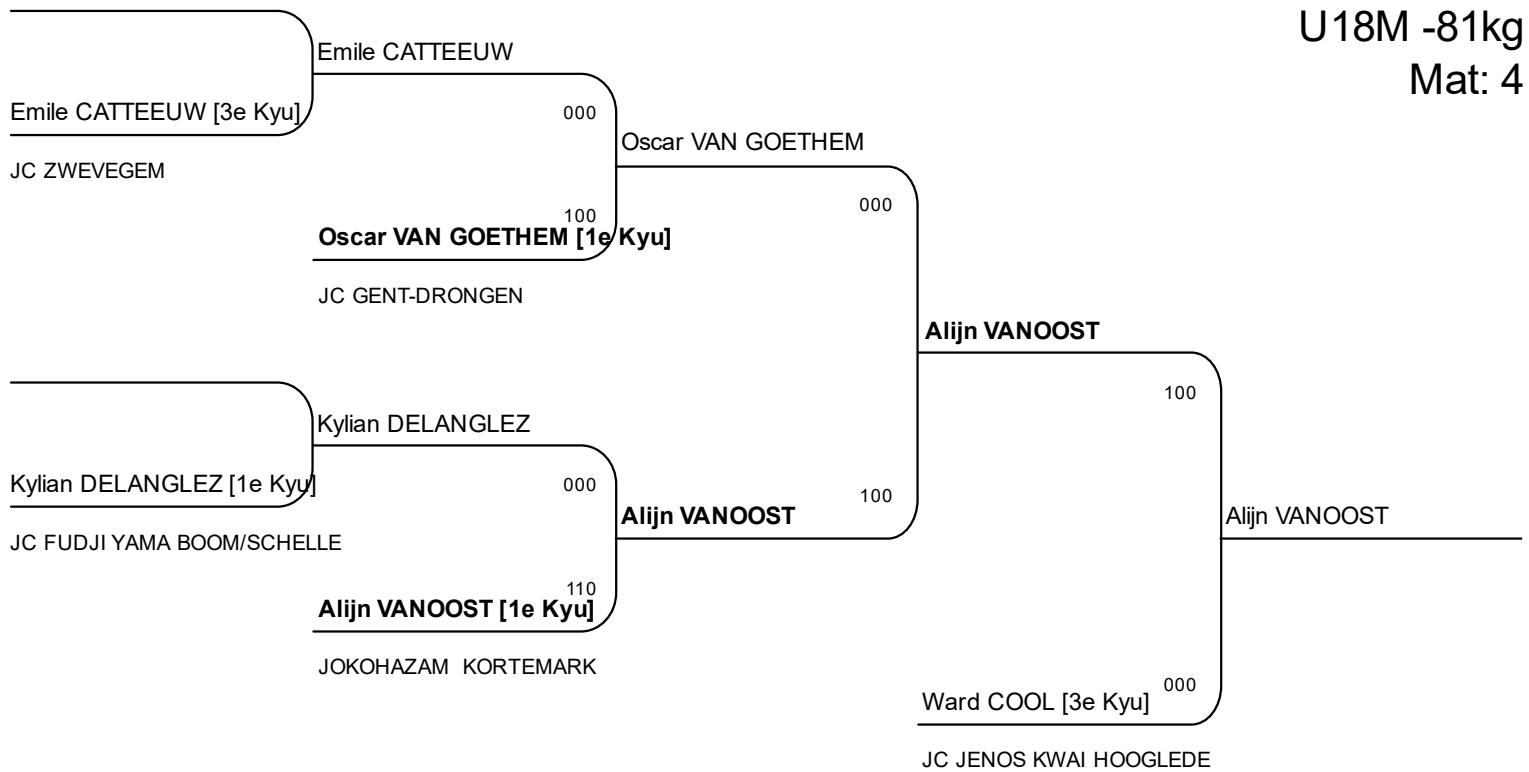 U18M -81kg
Mat: 4
Emile CATTEEUW
Emile CATTEEUW [3e Kyu]
000
JC ZWEVEGEM
Oscar VAN GOETHEM
100
000
Oscar VAN GOETHEM [1e Kyu]
JC GENT-DRONGEN
Alijn VANOOST
100
Kylian DELANGLEZ
Kylian DELANGLEZ [1e Kyu]
000
100
JC FUDJI YAMA BOOM/SCHELLE
Alijn VANOOST
Alijn VANOOST
110
Alijn VANOOST [1e Kyu]
JOKOHAZAM KORTEMARK
000
Ward COOL [3e Kyu]
JC JENOS KWAI HOOGLEDE